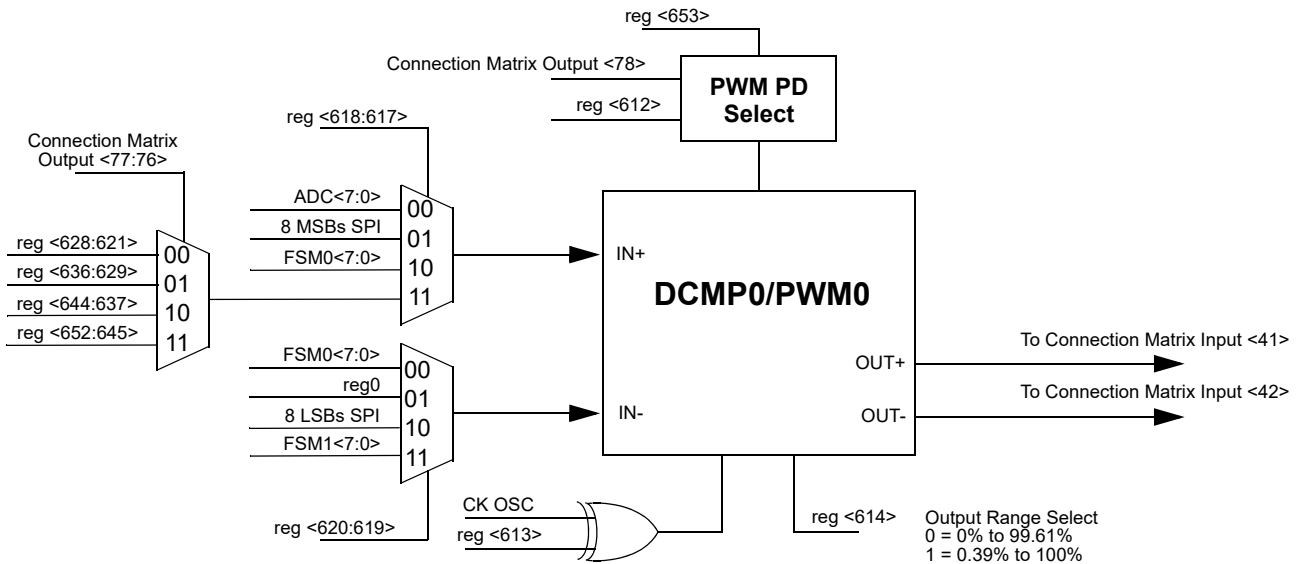 reg <653>
Connection Matrix Output <78>
reg <612>
PWM PD
Select
reg <618:617>
Connection Matrix
Output <77:76>
ADC<7:0>
8 MSBs SPI
FSM0<7:0>
00
01
10
11
reg <628:621>
reg <636:629>
reg <644:637>
reg <652:645>
00
01
10
11
IN+
DCMP0/PWM0
FSM0<7:0>
reg0
8 LSBs SPI
FSM1<7:0>
00
01
10
11
IN-
OUT+
OUT-
To Connection Matrix Input <41>
To Connection Matrix Input <42>
reg <620:619>
CK OSC
reg <613>
reg <614>
Output Range Select
0 = 0% to 99.61%
1 = 0.39% to 100%